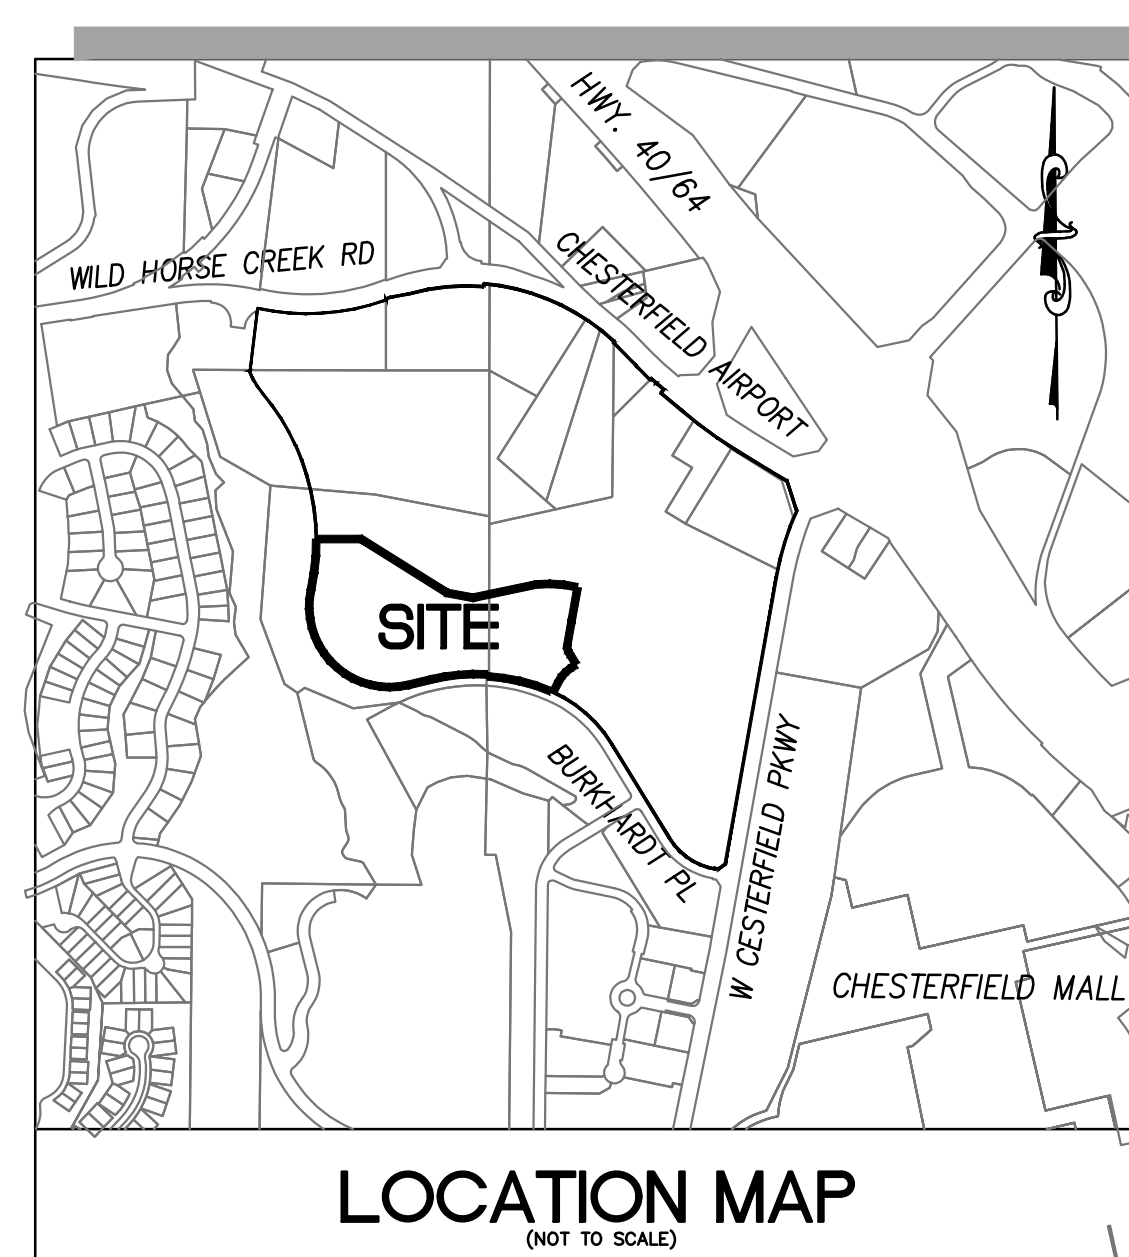 HWY. 40/64
WILD HORSE CREEK RD
CHESTERFIELD AIRPORT
SITE
BURKHARDT PL
W CESTERFIELD PKWY
CHESTERFIELD MALL
LOCATION MAP
(NOT TO SCALE)